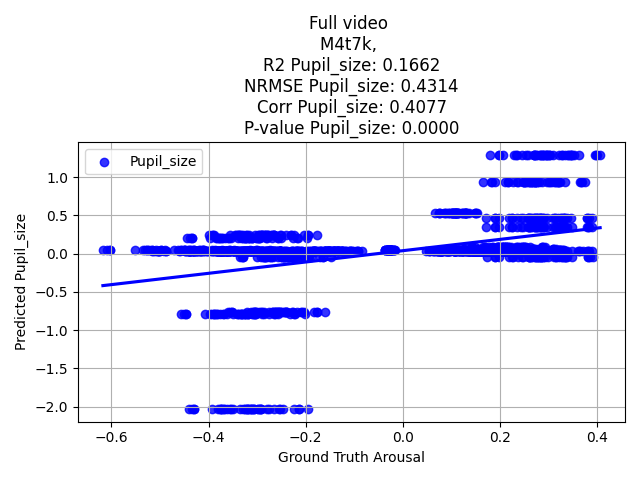 Full video
M4t7k,
R2 Pupil_size: 0.1662
NRMSE Pupil_size: 0.4314
Corr Pupil_size: 0.4077
P-value Pupil_size: 0.0000
Pupil_size
1.0
0.5
0.0
−0.5
−1.0
−1.5
−2.0
Predicted Pupil_size
−0.6
−0.4
−0.2
0.0
0.2
0.4
Ground Truth Arousal